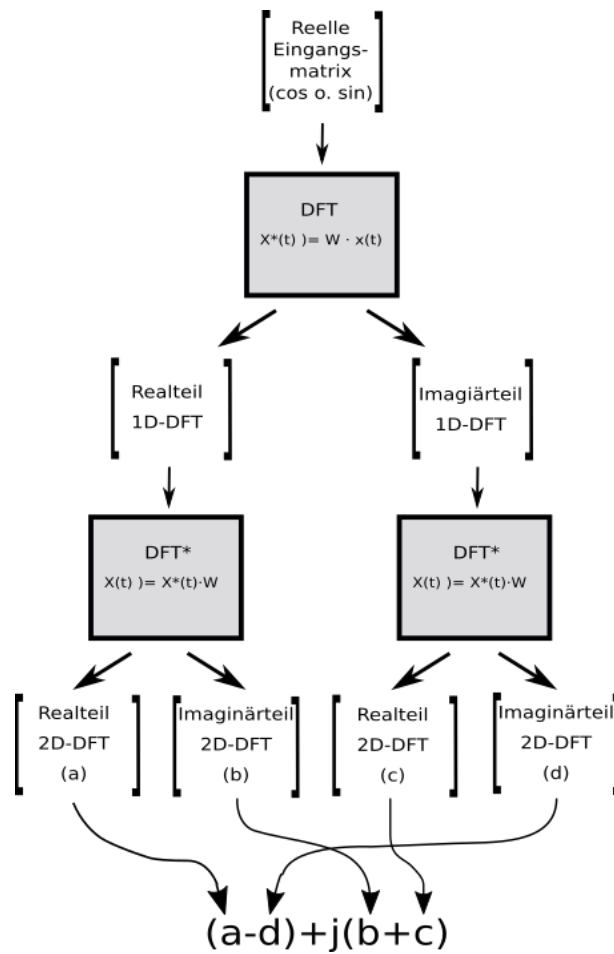 Reelle
Eingangs-
matrix
(cos o. sin)
DFT
X*(t) )= W · x(t)
Realteil
1D-DFT
Imagiärteil
1D-DFT
DFT*
X(t) )= X*(t)·W
DFT*
X(t) )= X*(t)·W
Realteil
2D-DFT
(a)
Imaginärteil
2D-DFT
(b)
Realteil
2D-DFT
(c)
Imaginärteil
2D-DFT
(d)
(a-d)+j(b+c)